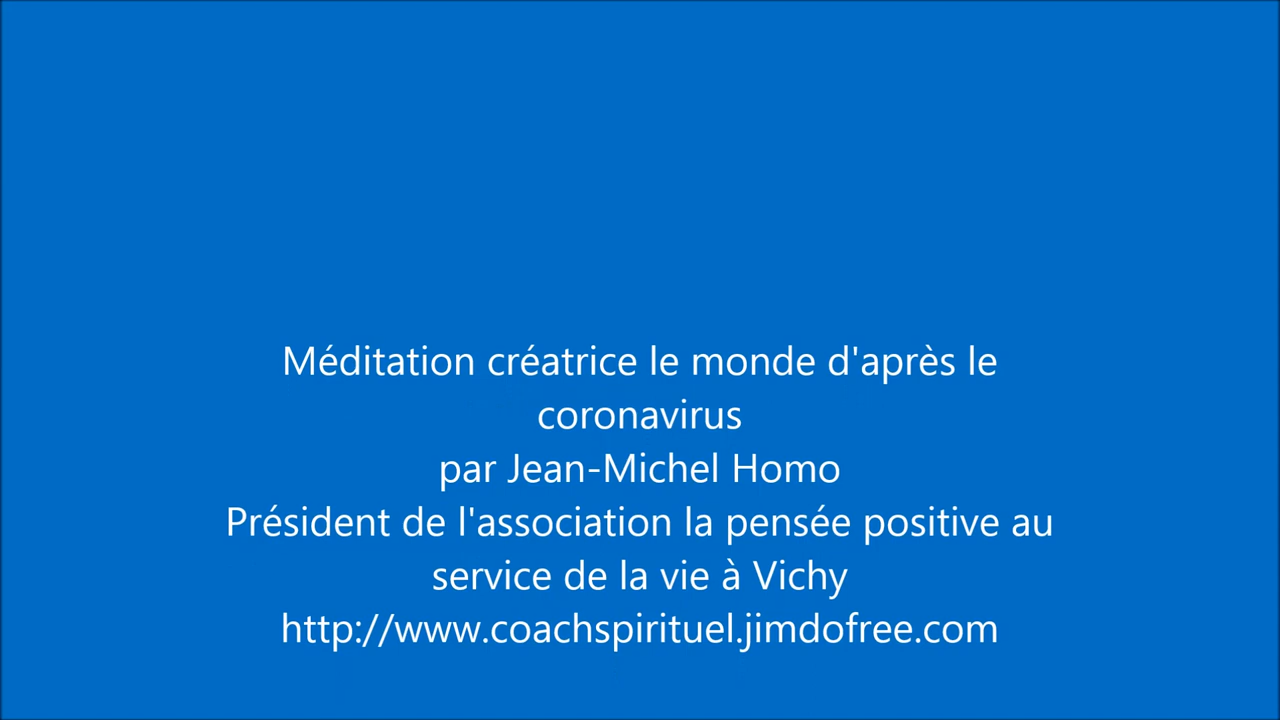 Méditation créatrice le monde d'après le
coronavirus
par Jean-Michel Homo
Président de l'association la pensée positive au
service de la vie à Vichy
http://www.coachspirituel.jimdofree.com